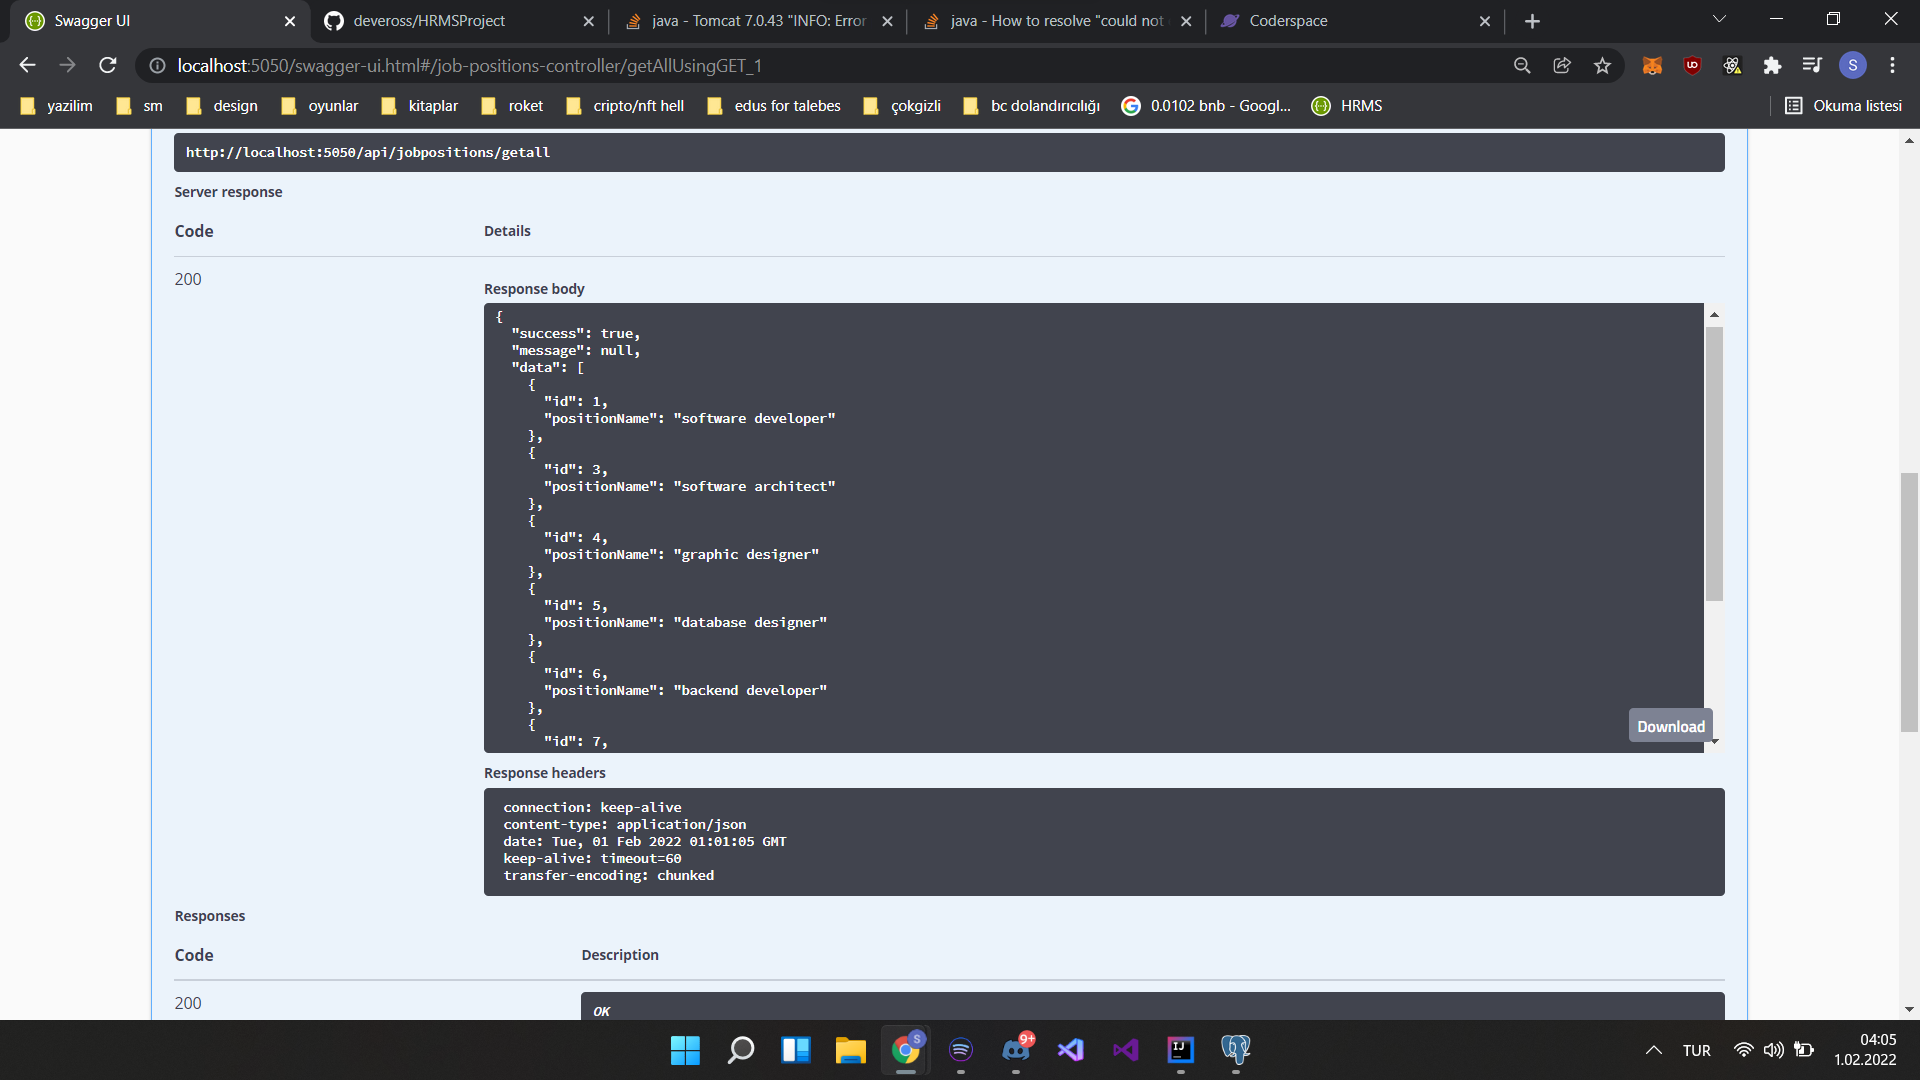 Swagger UI
deveross/HRMSProject
java - Tomcat 7.0.43 "INFO: Error
java - How to resolve "could not
Coderspace
localhost:5050/swagger-ui.html#/job-positions-controller/getAllUsingGET_1
S
yazilim
sm
design
oyunlar
kitaplar
roket
cripto/nft hell
edus for talebes
çokgizli
bc dolandırıcılığı
0.0102 bnb - Googl...
HRMS
Okuma listesi
http://localhost:5050/api/jobpositions/getall
Server response
Code Details
200
Response body
{
"success": true,
"message": null,
"data": [
{
"id": 1,
"positionName": "software developer"
},
{
"id": 3,
"positionName": "software architect"
},
{
"id": 4,
"positionName": "graphic designer"
},
{
"id": 5,
"positionName": "database designer"
},
{
"id": 6,
"positionName": "backend developer"
},
{
"id": 7,
Download
Response headers
connection: keep-alive
content-type: application/json
date: Tue, 01 Feb 2022 01:01:05 GMT
keep-alive: timeout=60
transfer-encoding: chunked
Responses
Code Description
200
OK
S
9+
IJ
TUR
04:05
1.02.2022